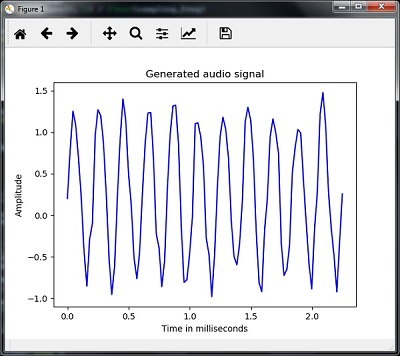 Figure 1
Generated audio signal
1.5
1.0
0.5
0.0
−0.5
−1.0
Amplitude
0.0 0.5 1.0 1.5 2.0
Time in milliseconds